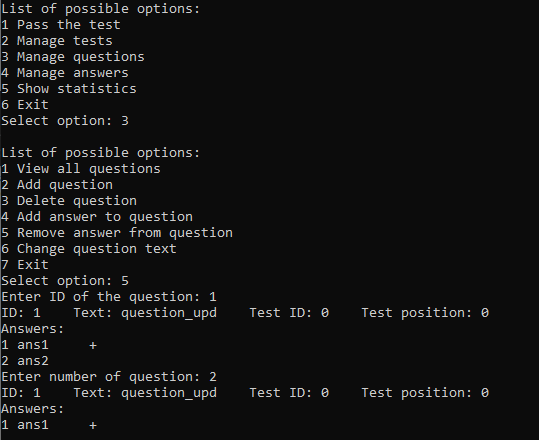 List of possible options:
1 Pass the test
2 Manage tests
3 Manage questions
4 Manage answers
5 Show statistics
6 Exit
Select option: 3

List of possible options:
1 View all questions
2 Add question
3 Delete question
4 Add answer to question
5 Remove answer from question
6 Change question text
7 Exit
Select option: 5
Enter ID of the question: 1
ID: 1    Text: question_upd    Test ID: 0    Test position: 0
Answers:
1 ans1     +
2 ans2
Enter number of question: 2
ID: 1    Text: question_upd    Test ID: 0    Test position: 0
Answers:
1 ans1     +